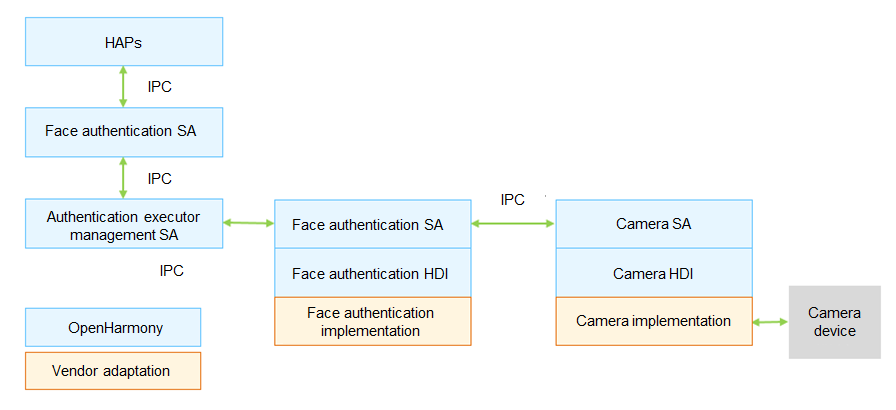 HAPs
IPC
Face authentication SA
IPC
Authentication executor
management SA
IPC
Face authentication SA
Face authentication HDI
Face authentication
implementation
IPC
Camera SA
Camera HDI
Camera implementation
Camera
device
OpenHarmony
Vendor adaptation